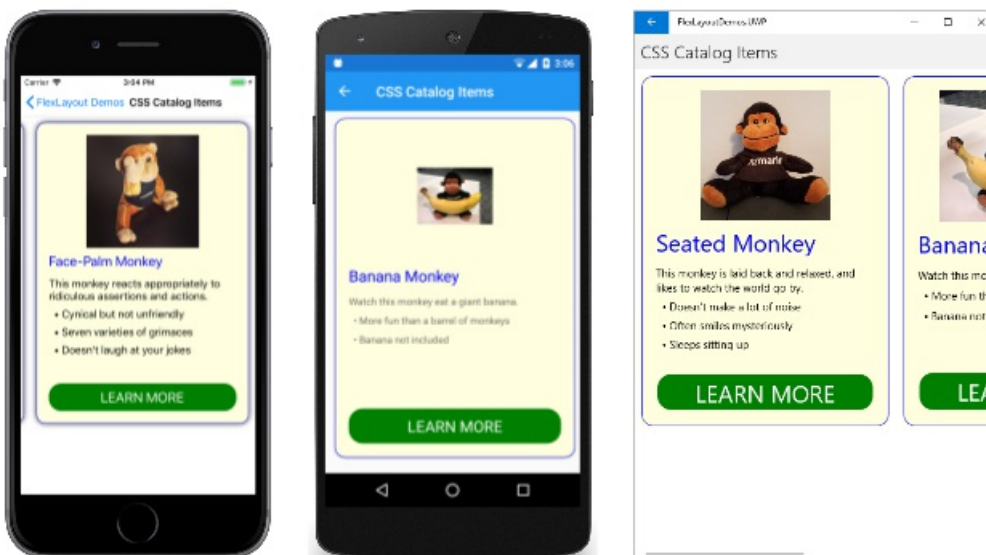 Carrier 3:04 PM
FlexLayout Demos CSS Catalog Items
Face-Palm Monkey
This monkey reacts appropriately to
ridiculous assertions and actions.
• Cynical but not unfriendly
• Seven varieties of grimaces
• Doesn't laugh at your jokes
LEARN MORE
3:06
CSS Catalog Items
Banana Monkey
Watch this monkey eat a giant banana.
• More fun than a barrel of monkeys
• Banana not included
LEARN MORE
FlexLayoutDemos.UWP
CSS Catalog Items
Seated Monkey
This monkey is laid back and relaxed, and
likes to watch the world go by.
• Doesn't make a lot of noise
• Often smiles mysteriously
• Sleeps sitting up
LEARN MORE
Banana
Watch this mo
• More fun th
• Banana not
LEA